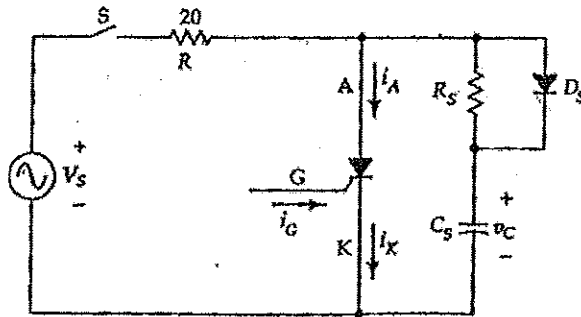 S
20
R
A
i_A
R_S
D_S
+
V_S
−
G
i_G
K
i_K
C_S
+
v_C
−